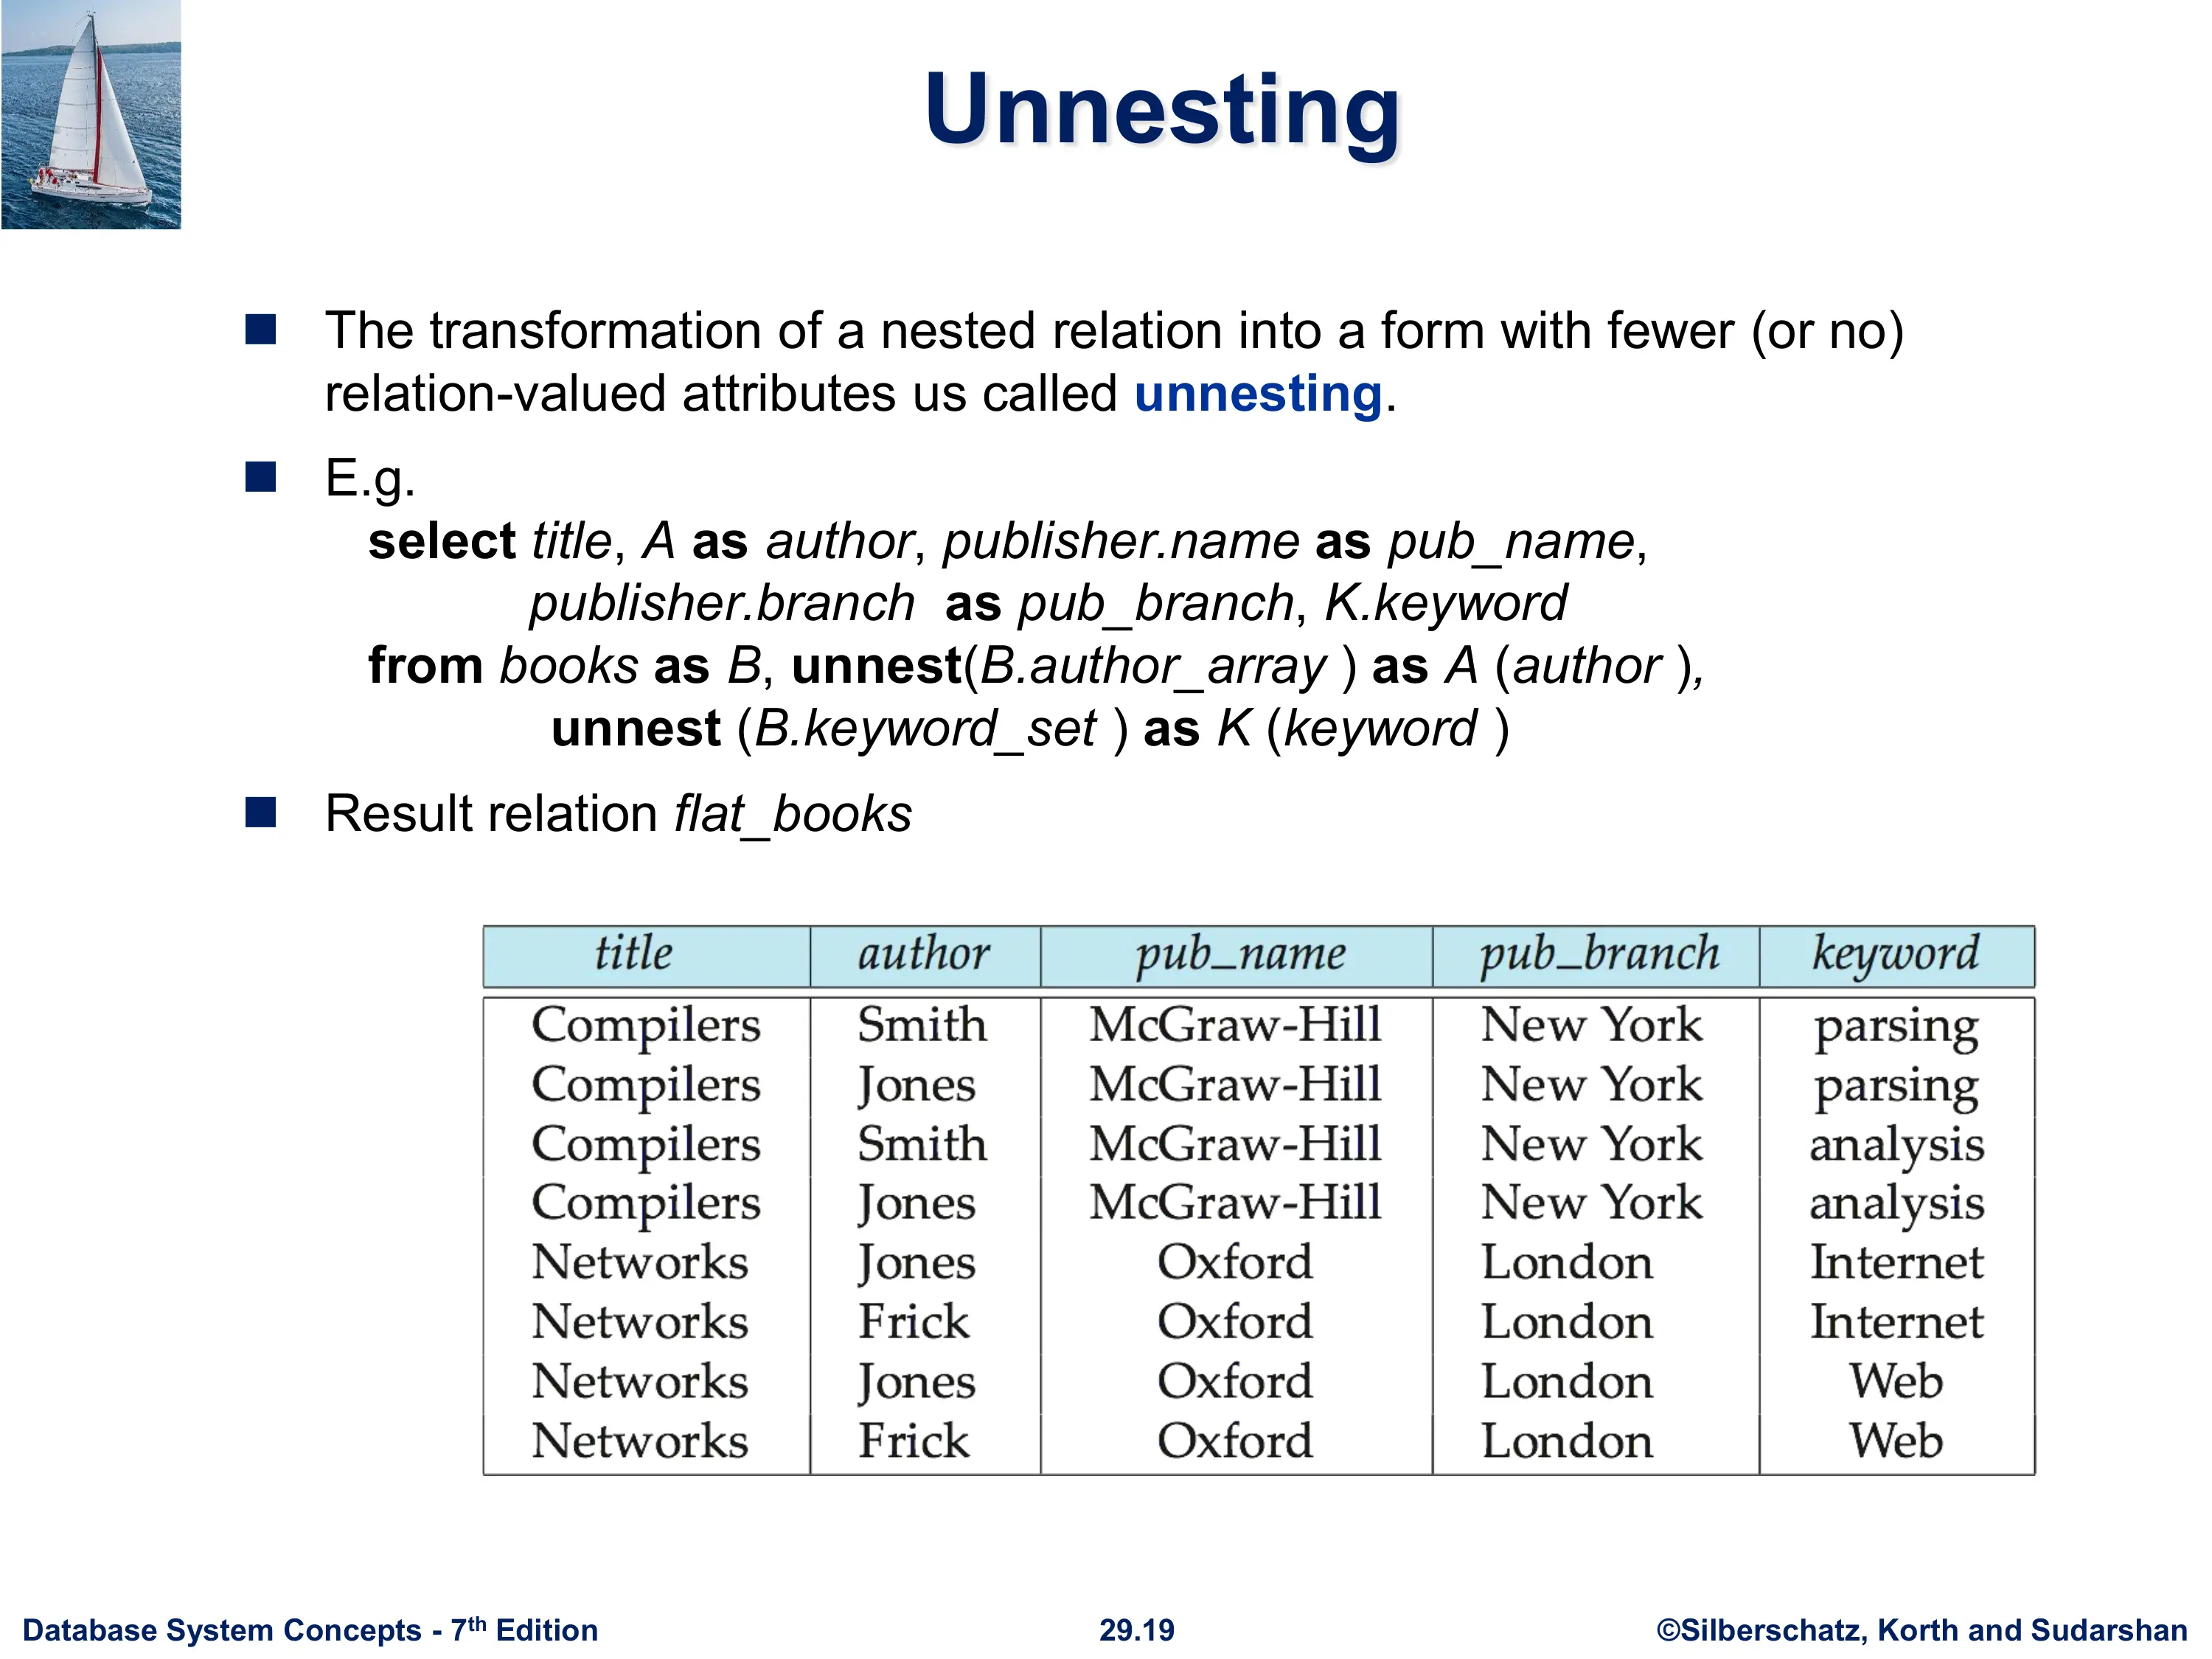 Unnesting
The transformation of a nested relation into a form with fewer (or no)
relation-valued attributes us called unnesting.
E.g.
select title, A as author, publisher.name as pub_name,
publisher.branch as pub_branch, K.keyword
from books as B, unnest(B.author_array ) as A (author ),
unnest (B.keyword_set ) as K (keyword )
Result relation flat_books
title author pub_name pub_branch keyword
Compilers Smith McGraw-Hill New York parsing
Compilers Jones McGraw-Hill New York parsing
Compilers Smith McGraw-Hill New York analysis
Compilers Jones McGraw-Hill New York analysis
Networks Jones Oxford London Internet
Networks Frick Oxford London Internet
Networks Jones Oxford London Web
Networks Frick Oxford London Web
Database System Concepts - 7th Edition 29.19 ©Silberschatz, Korth and Sudarshan